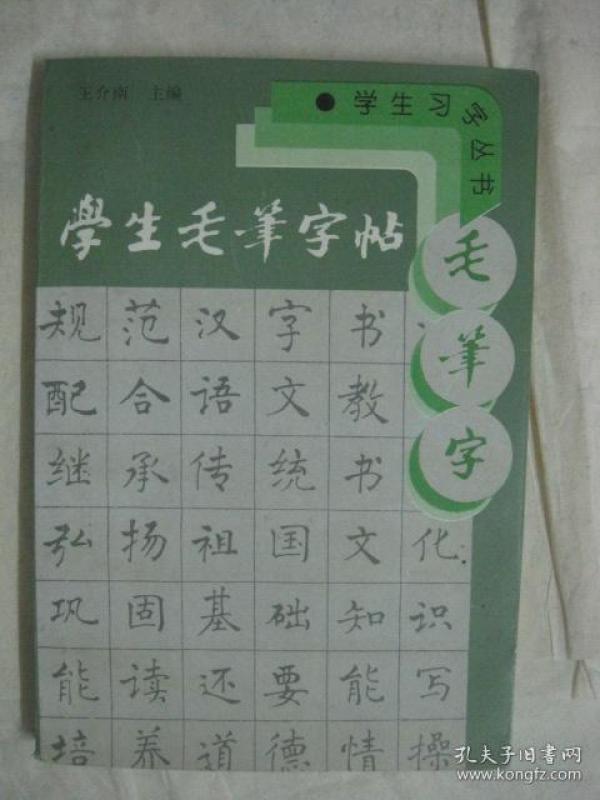 王介南 主编
●学生习字丛书
學生毛筆字帖
毛筆字
规范汉字书
配合语文教
继承传统书
弘扬祖国文化
巩固基础知识
能读还要能写
培养道德情操
孔夫子旧書网
www.kongfz.com